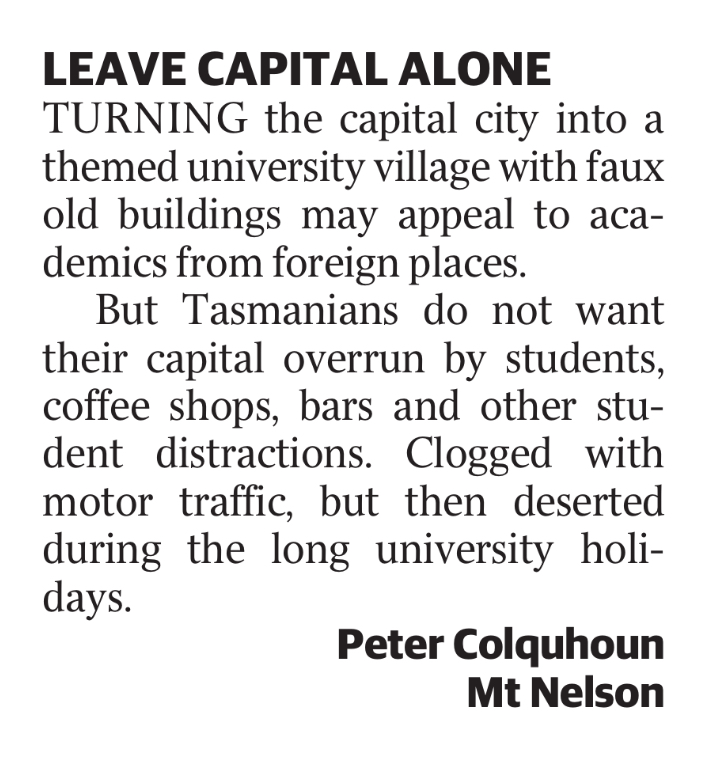 LEAVE CAPITAL ALONE
TURNING the capital city into a
themed university village with faux
old buildings may appeal to aca-
demics from foreign places.
But Tasmanians do not want
their capital overrun by students,
coffee shops, bars and other stu-
dent distractions. Clogged with
motor traffic, but then deserted
during the long university holi-
days.
Peter Colquhoun
Mt Nelson